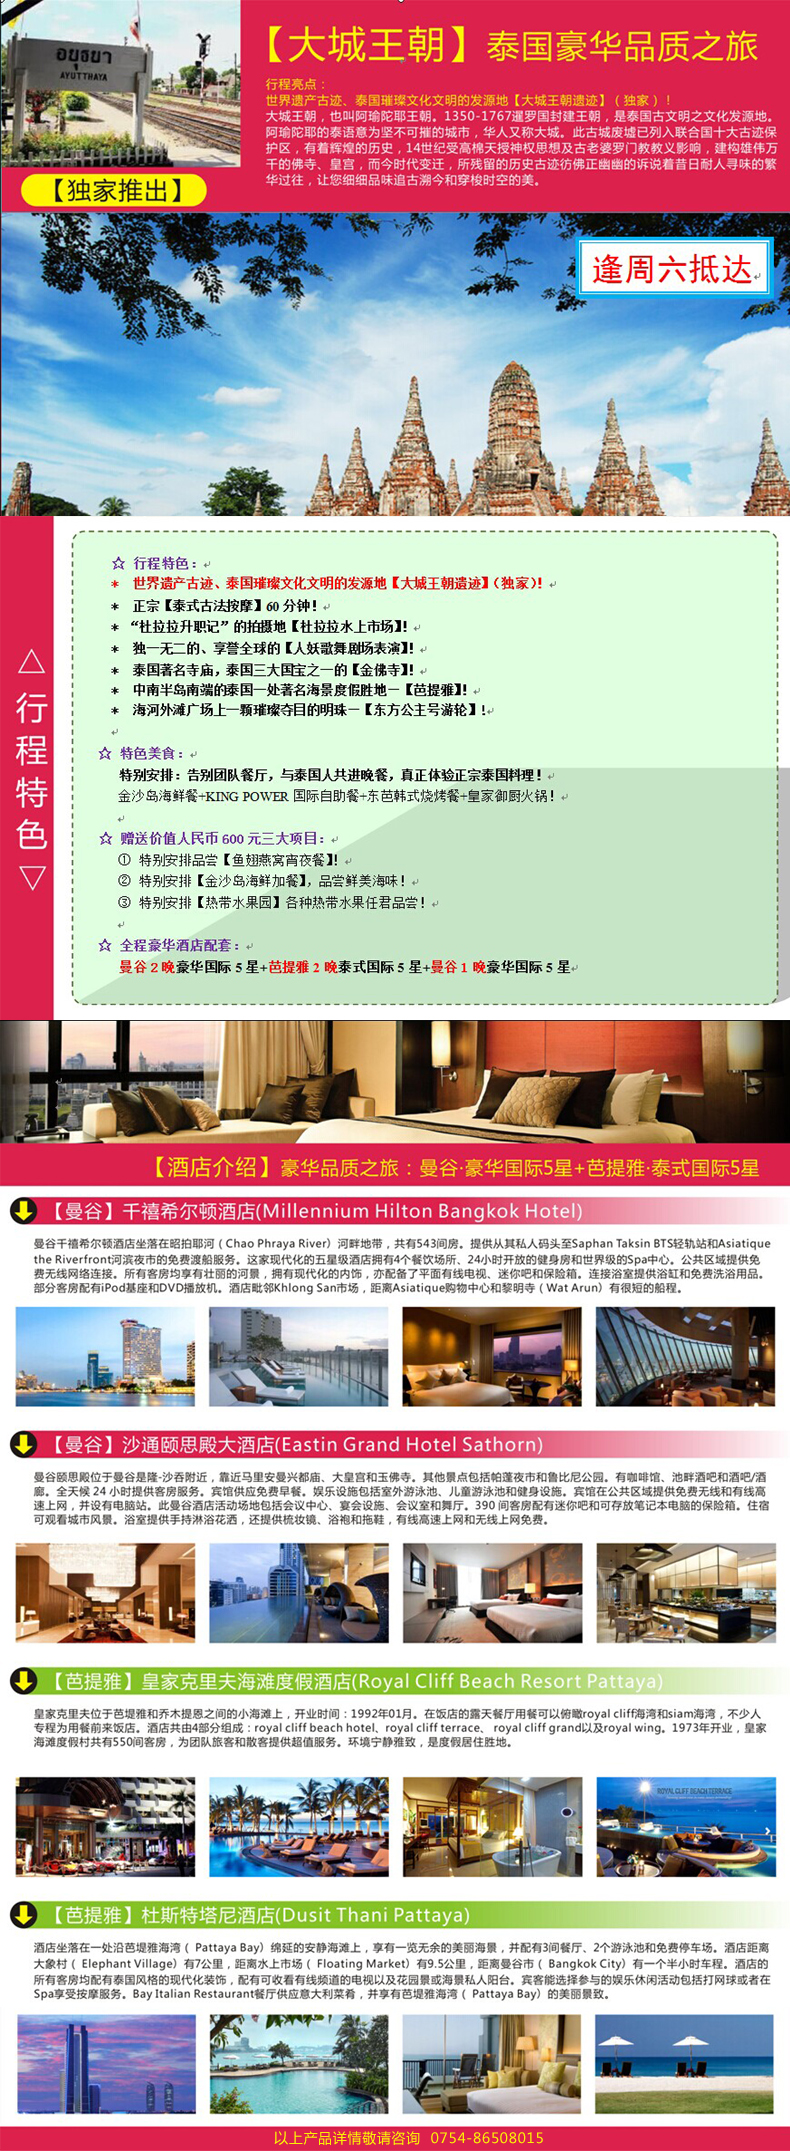 อยุธยา
AYUTTHAYA
【独家推出】
【大城王朝】泰国豪华品质之旅
行程亮点：
世界遗产古迹、泰国璀璨文化文明的发源地【大城王朝遗迹】（独家）！
大城王朝，也叫阿瑜陀耶王朝。1350-1767暹罗国封建王朝，是泰国古文明之文化发源地。
阿瑜陀耶的泰语意为坚不可摧的城市，华人又称大城。此古城废墟已列入联合国十大古迹保
护区，有着辉煌的历史，14世纪受高棉天授神权思想及古老婆罗门教教义影响，建构雄伟万
千的佛寺、皇宫，而今时代变迁，所残留的历史古迹彷佛正幽幽的诉说着昔日耐人寻味的繁
华过往，让您细细品味追古溯今和穿梭时空的美。
逢周六抵达
△行程特色▽
☆ 行程特色：
* 世界遗产古迹、泰国璀璨文化文明的发源地【大城王朝遗迹】（独家）！
* 正宗【泰式古法按摩】60 分钟！
* “杜拉拉升职记”的拍摄地【杜拉拉水上市场】！
* 独一无二的、享誉全球的【人妖歌舞剧场表演】！
* 泰国著名寺庙，泰国三大国宝之一的【金佛寺】！
* 中南半岛南端的泰国一处著名海景度假胜地－【芭提雅】！
* 海河外滩广场上一颗璀璨夺目的明珠－【东方公主号游轮】！
☆ 特色美食：
特别安排：告别团队餐厅，与泰国人共进晚餐，真正体验正宗泰国料理！
金沙岛海鲜餐+KING POWER 国际自助餐+东芭韩式烧烤餐+皇家御厨火锅！
☆ 赠送价值人民币 600 元三大项目：
① 特别安排品尝【鱼翅燕窝宵夜餐】！
② 特别安排【金沙岛海鲜加餐】，品尝鲜美海味！
③ 特别安排【热带水果园】各种热带水果任君品尝！
☆ 全程豪华酒店配套：
曼谷 2 晚豪华国际 5 星+芭提雅 2 晚泰式国际 5 星+曼谷 1 晚豪华国际 5 星
【酒店介绍】豪华品质之旅：曼谷·豪华国际5星+芭提雅·泰式国际5星
【曼谷】千禧希尔顿酒店(Millennium Hilton Bangkok Hotel)
曼谷千禧希尔顿酒店坐落在昭拍耶河（Chao Phraya River）河畔地带，共有543间房。提供从其私人码头至Saphan Taksin BTS轻轨站和Asiatique
the Riverfront河滨夜市的免费渡船服务。这家现代化的五星级酒店拥有4个餐饮场所、24小时开放的健身房和世界级的Spa中心。公共区域提供免
费无线网络连接。所有客房均享有壮丽的河景，拥有现代化的内饰，亦配备了平面有线电视、迷你吧和保险箱。连接浴室提供浴缸和免费洗浴用品。
部分客房配有iPod基座和DVD播放机。酒店毗邻Khlong San市场，距离Asiatique购物中心和黎明寺（Wat Arun）有很短的船程。
【曼谷】沙通颐思殿大酒店(Eastin Grand Hotel Sathorn)
曼谷颐思殿位于曼谷是隆-沙吞附近，靠近马里安曼兴都庙、大皇宫和玉佛寺。其他景点包括帕蓬夜市和鲁比尼公园。有咖啡馆、池畔酒吧和酒吧/酒
廊。全天候 24 小时提供客房服务。宾馆供应免费早餐。娱乐设施包括室外游泳池、儿童游泳池和健身设施。宾馆在公共区域提供免费无线和有线高
速上网，并设有电脑站。此曼谷酒店活动场地包括会议中心、宴会设施、会议室和舞厅。390 间客房配有迷你吧和可存放笔记本电脑的保险箱。住宿
可观看城市风景。浴室提供手持淋浴花洒，还提供梳妆镜、浴袍和拖鞋，有线高速上网和无线上网免费。
【芭提雅】皇家克里夫海滩度假酒店(Royal Cliff Beach Resort Pattaya)
皇家克里夫位于芭堤雅和乔木提恩之间的小海滩上，开业时间：1992年01月。在饭店的露天餐厅用餐可以俯瞰royal cliff海湾和siam海湾，不少人
专程为用餐前来饭店。酒店共由4部分组成：royal cliff beach hotel、royal cliff terrace、 royal cliff grand以及royal wing。1973年开业，皇家
海滩度假村共有550间客房，为团队旅客和散客提供超值服务。环境宁静雅致，是度假居住胜地。
ROYAL CLIFF BEACH TERRACE
【芭提雅】杜斯特塔尼酒店(Dusit Thani Pattaya)
酒店坐落在一处沿芭堤雅海湾（ Pattaya Bay）绵延的安静海滩上，享有一览无余的美丽海景，并配有3间餐厅、2个游泳池和免费停车场。酒店距离
大象村（ Elephant Village）有7公里，距离水上市场（ Floating Market）有9.5公里，距离曼谷市（ Bangkok City）有一个半小时车程。酒店的
所有客房均配有泰国风格的现代化装饰，配有可收看有线频道的电视以及花园景或海景私人阳台。宾客能选择参与的娱乐休闲活动包括打网球或者在
Spa享受按摩服务。Bay Italian Restaurant餐厅供应意大利菜肴，并享有芭堤雅海湾（ Pattaya Bay）的美丽景致。
以上产品详情敬请咨询 0754-86508015